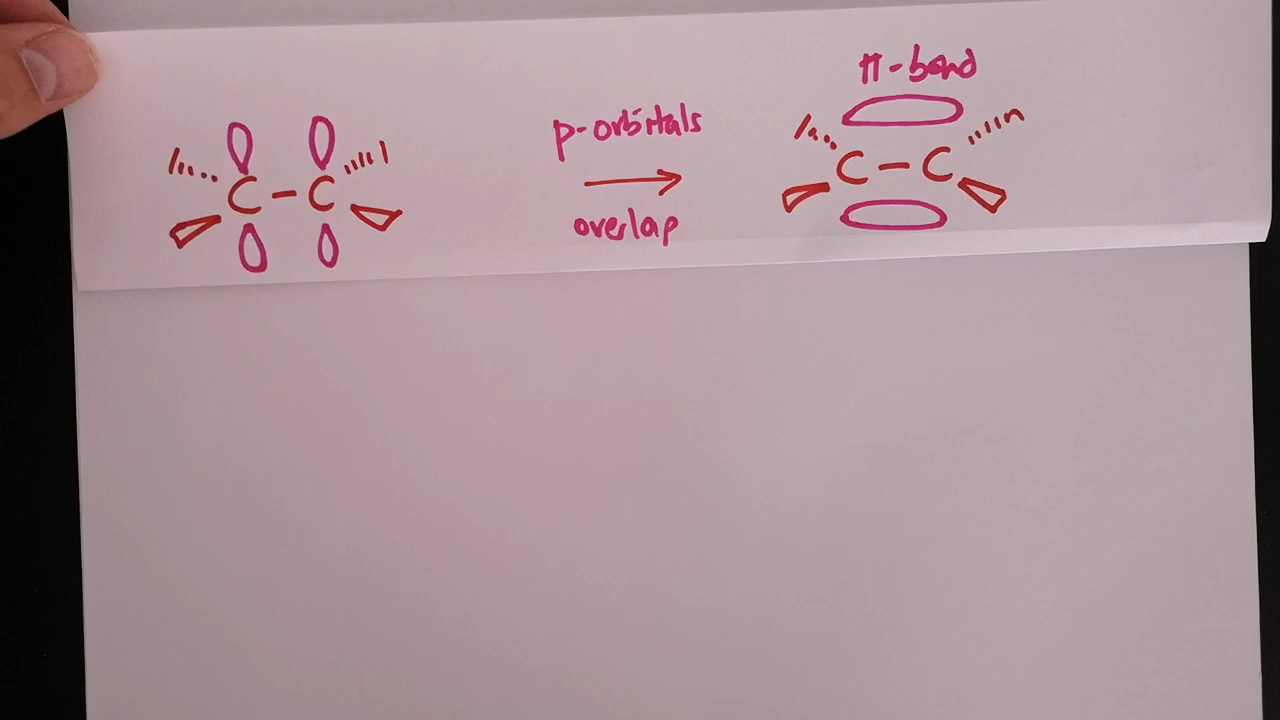 C - C
p-orbitals
overlap
π-bond
C - C